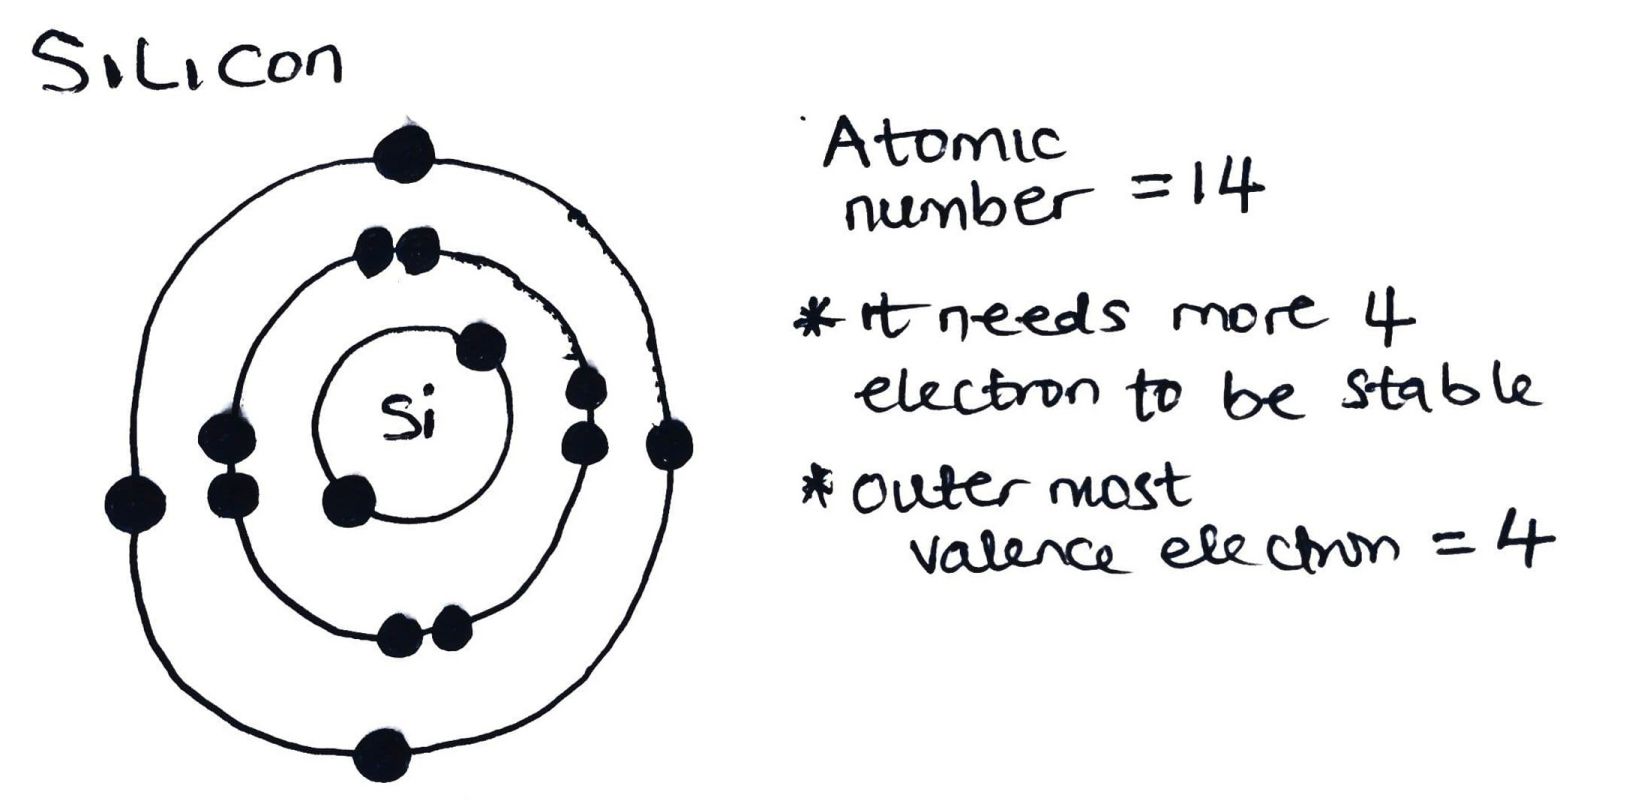 SiLicon
Atomic
number = 14
* it needs more 4
electron to be stable
* outer most
valence electron = 4
Si